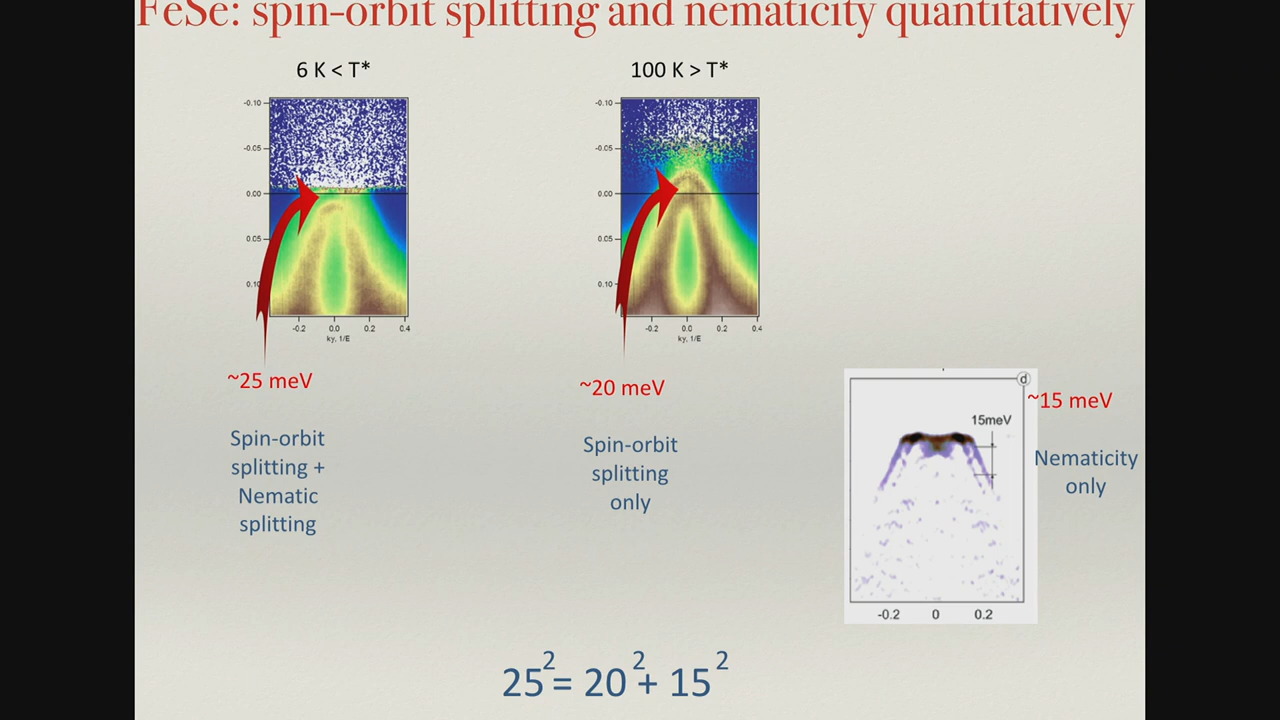 FeSe: spin-orbit splitting and nematicity quantitatively
6 K < T*
100 K > T*
-0.10
-0.05
0.00
0.05
0.10
-0.2 0.0 0.2 0.4
ky, 1/E
-0.10
-0.05
0.00
0.05
0.10
-0.2 0.0 0.2 0.4
ky, 1/E
~25 meV
~20 meV
~15 meV
Spin-orbit
splitting +
Nematic
splitting
Spin-orbit
splitting
only
d
15meV
-0.2 0 0.2
Nematicity
only
25² = 20² + 15²